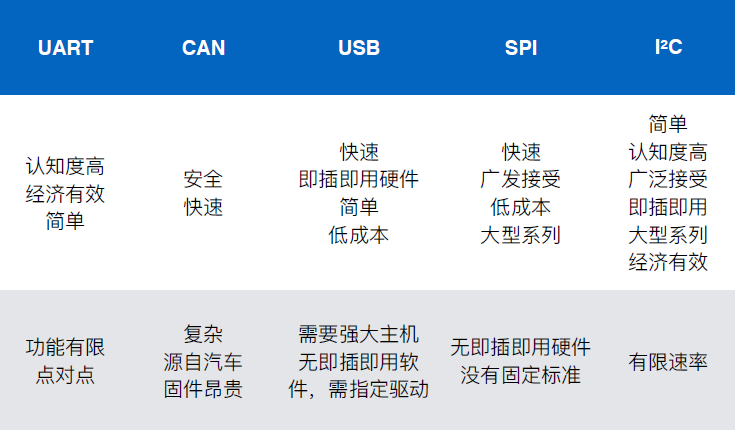 UART
CAN
USB
SPI
I²C
认知度高
经济有效
简单
安全
快速
快速
即插即用硬件
简单
低成本
快速
广发接受
低成本
大型系列
简单
认知度高
广泛接受
即插即用
大型系列
经济有效
功能有限
点对点
复杂
源自汽车
固件昂贵
需要强大主机
无即插即用软
件，需指定驱动
无即插即用硬件
没有固定标准
有限速率